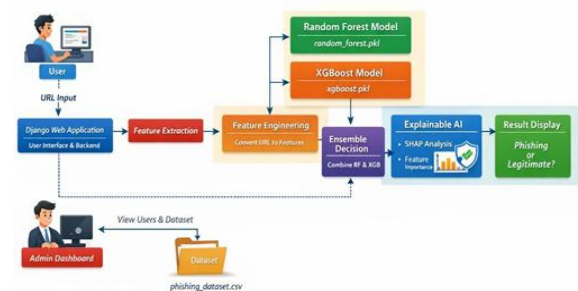 Random Forest Model
random_forest.pkl
XGBoost Model
xgboost.pkl
User
URL Input
Django Web Application
User Interface & Backend
Feature Extraction
Feature Engineering
Convert URL to Features
Ensemble
Decision
Combine RF & XGB
Explainable AI
• SHAP Analysis
• Feature
Importance
Result Display
Phishing
or
Legitimate?
View Users & Dataset
Admin Dashboard
Dataset
phishing_dataset.csv